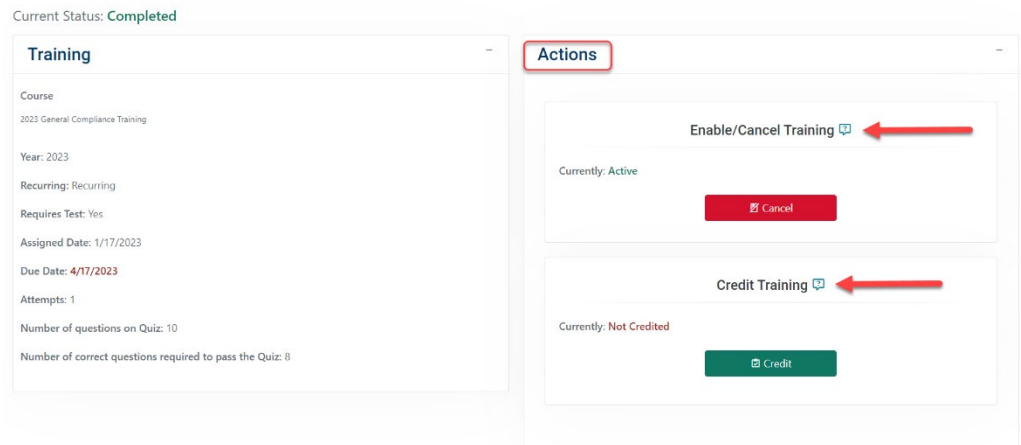 Current Status: Completed
Training
Course
2023 General Compliance Training
Year: 2023
Recurring: Recurring
Requires Test: Yes
Assigned Date: 1/17/2023
Due Date: 4/17/2023
Attempts: 1
Number of questions on Quiz: 10
Number of correct questions required to pass the Quiz: 8
Actions
Enable/Cancel Training
Currently: Active
Cancel
Credit Training
Currently: Not Credited
Credit